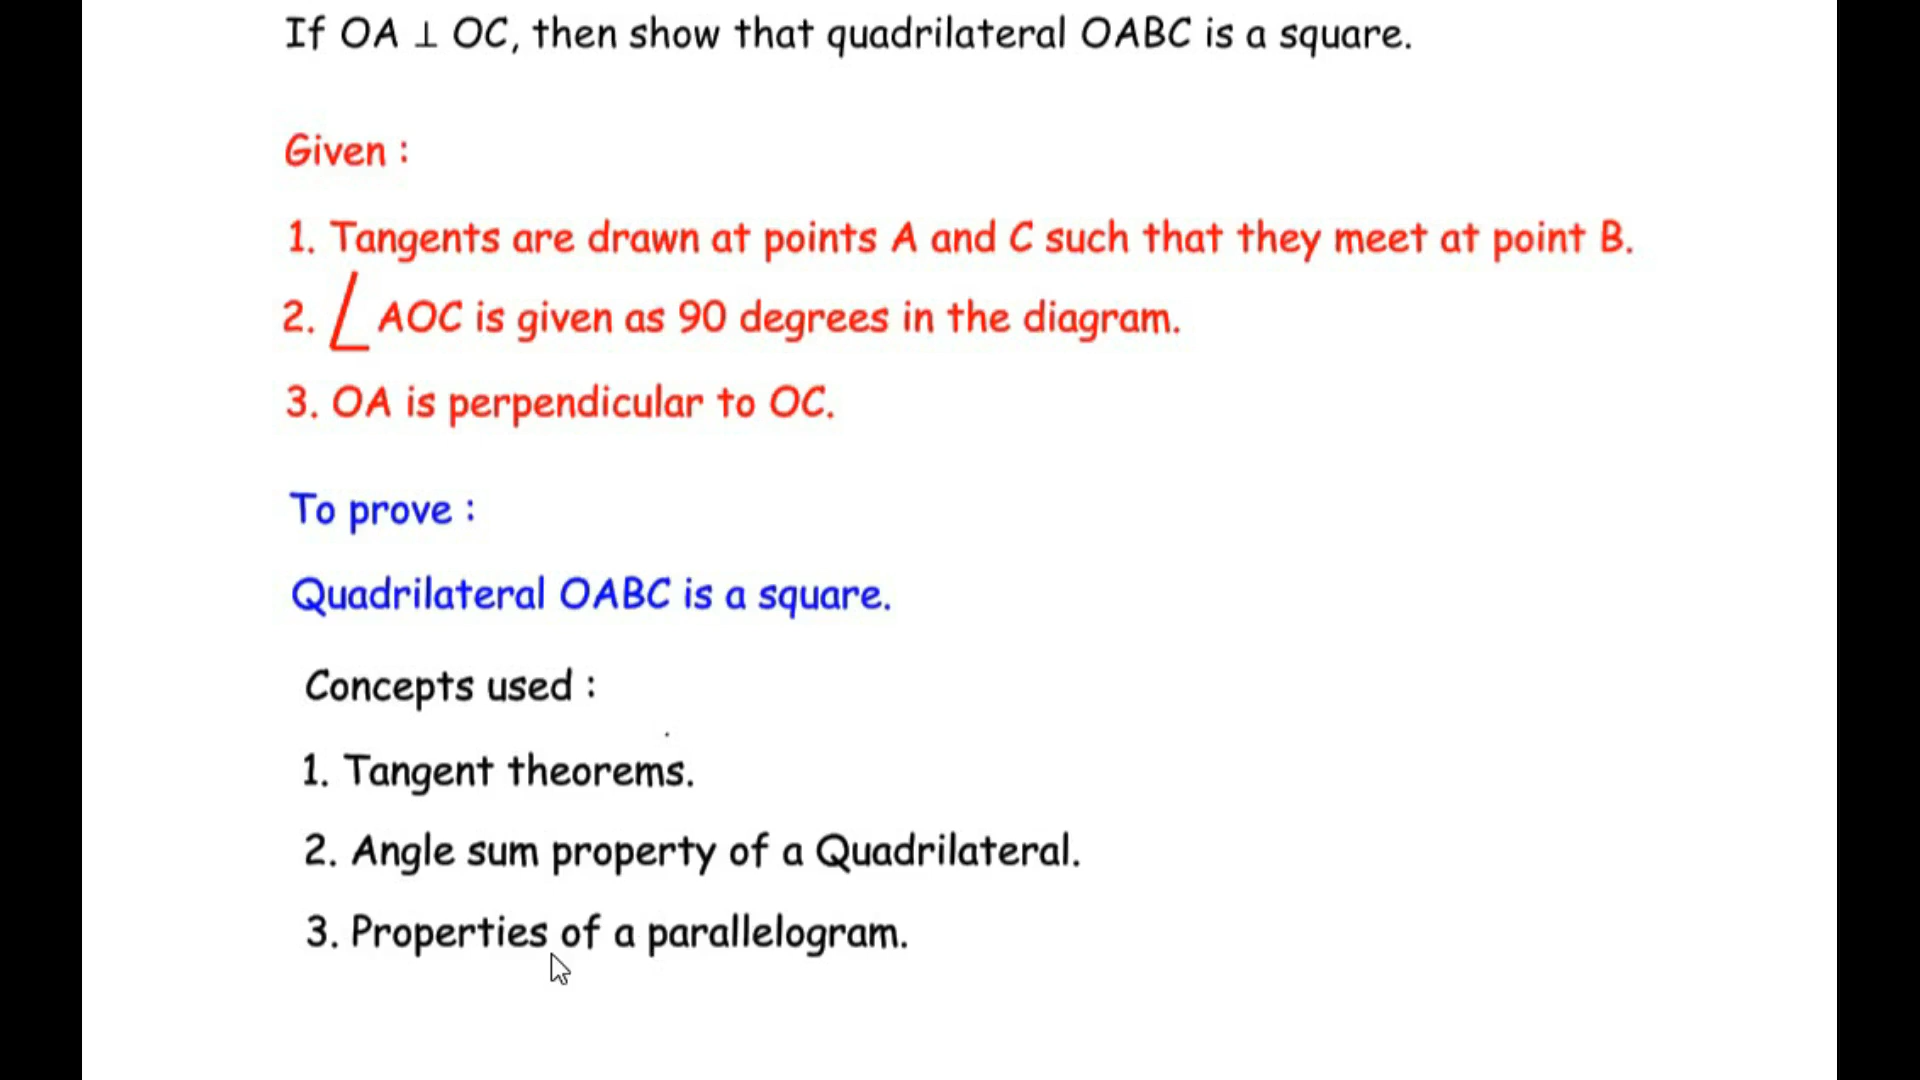 If OA ⊥ OC, then show that quadrilateral OABC is a square.
Given :
1. Tangents are drawn at points A and C such that they meet at point B.
2. ∠AOC is given as 90 degrees in the diagram.
3. OA is perpendicular to OC.
To prove :
Quadrilateral OABC is a square.
Concepts used :
1. Tangent theorems.
2. Angle sum property of a Quadrilateral.
3. Properties of a parallelogram.